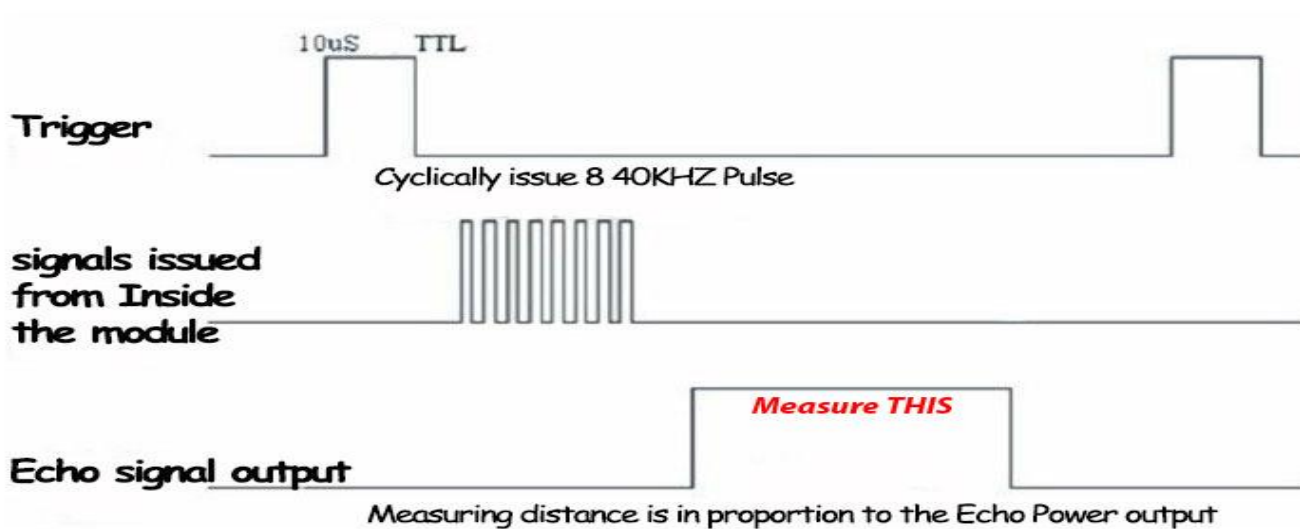 10uS TTL
Trigger
Cyclically issue 8 40KHZ Pulse
signals issued
from Inside
the module
Measure THIS
Echo signal output
Measuring distance is in proportion to the Echo Power output